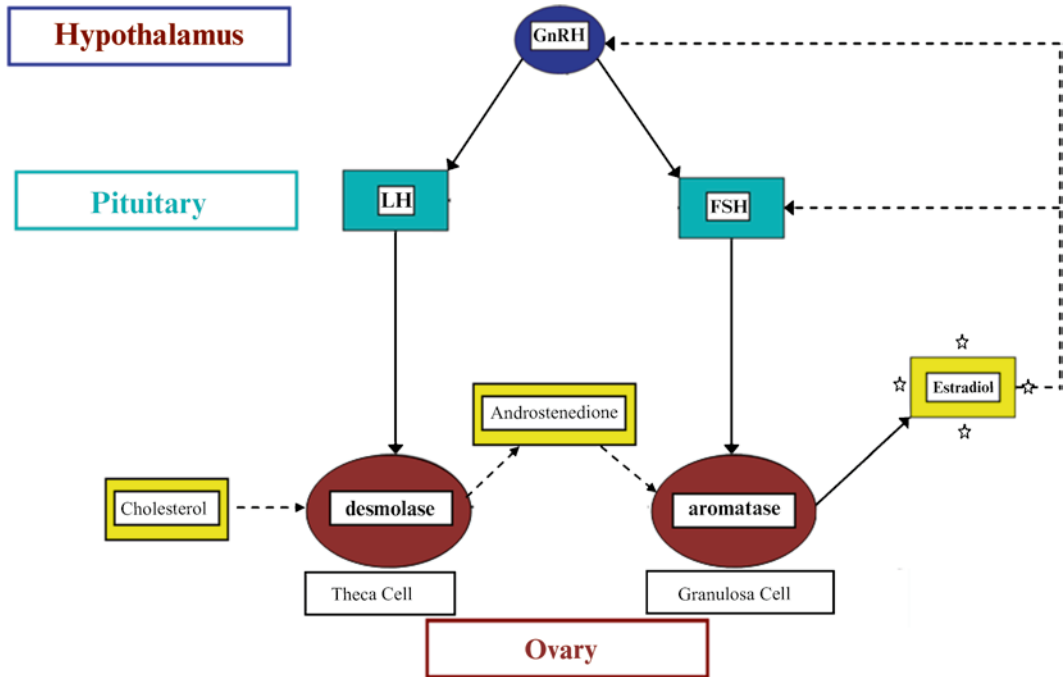 Hypothalamus
GnRH
Pituitary
LH
FSH
Estradiol
Androstenedione
Cholesterol
desmolase
aromatase
Theca Cell
Granulosa Cell
Ovary